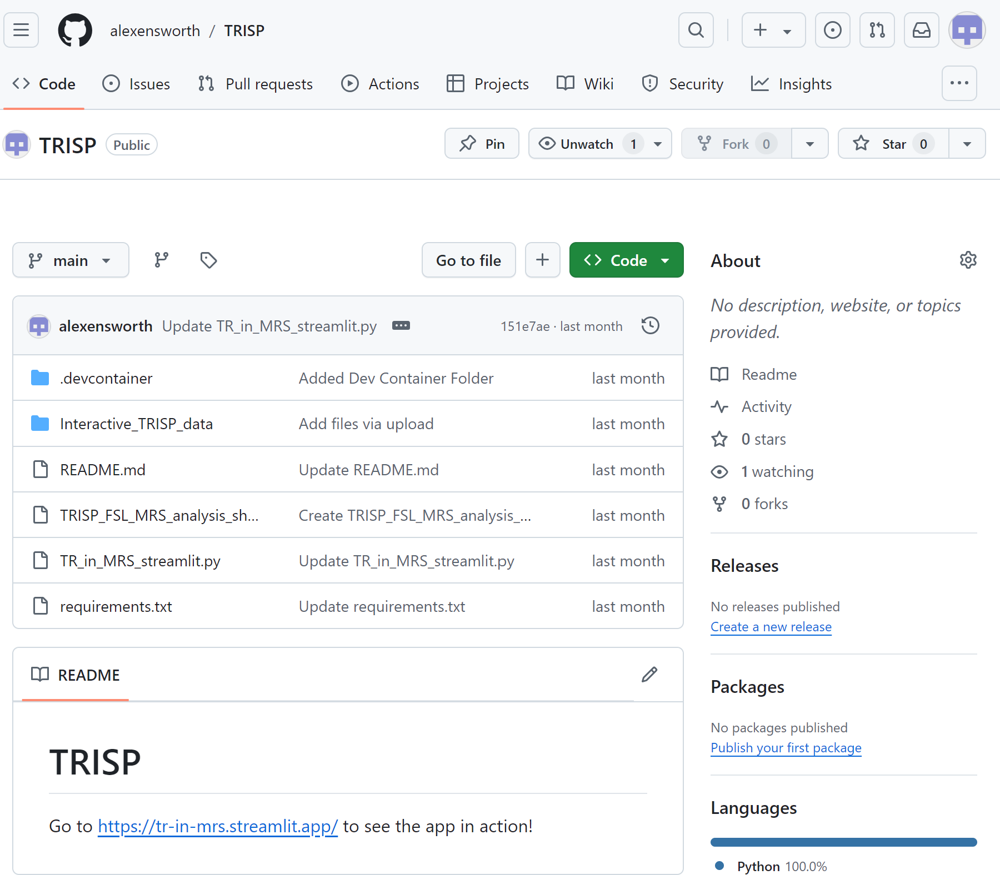 alexensworth / TRISP
Code Issues Pull requests Actions Projects Wiki Security Insights
TRISP Public Pin Unwatch 1 Fork 0 Star 0
main Go to file Code
alexensworth Update TR_in_MRS_streamlit.py 151e7ae · last month
.devcontainer Added Dev Container Folder last month
Interactive_TRISP_data Add files via upload last month
README.md Update README.md last month
TRISP_FSL_MRS_analysis_sh... Create TRISP_FSL_MRS_analysis_... last month
TR_in_MRS_streamlit.py Update TR_in_MRS_streamlit.py last month
requirements.txt Update requirements.txt last month
README
TRISP
Go to https://tr-in-mrs.streamlit.app/ to see the app in action!
About
No description, website, or topics
provided.
Readme
Activity
0 stars
1 watching
0 forks
Releases
No releases published
Create a new release
Packages
No packages published
Publish your first package
Languages
Python 100.0%